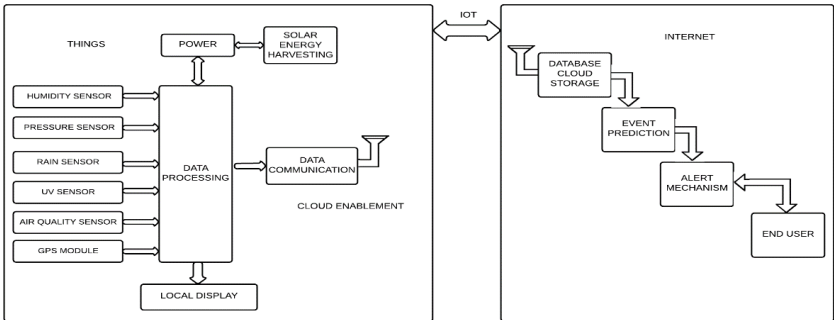 THINGS
POWER
SOLAR
ENERGY
HARVESTING
HUMIDITY SENSOR
PRESSURE SENSOR
RAIN SENSOR
UV SENSOR
AIR QUALITY SENSOR
GPS MODULE
DATA
PROCESSING
DATA
COMMUNICATION
CLOUD ENABLEMENT
LOCAL DISPLAY
IOT
INTERNET
DATABASE
CLOUD
STORAGE
EVENT
PREDICTION
ALERT
MECHANISM
END USER